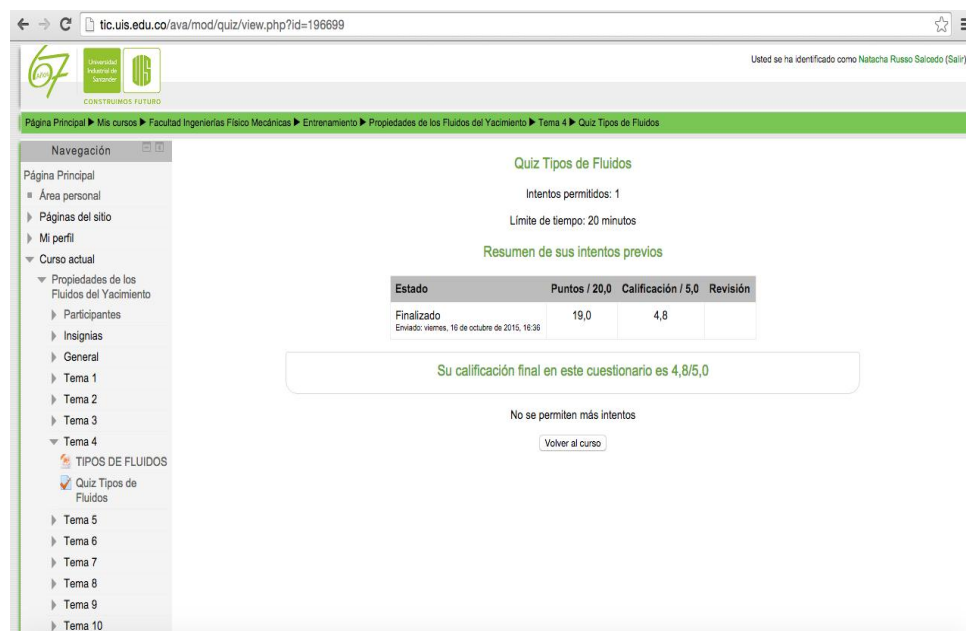 tic.uis.edu.co/ava/mod/quiz/view.php?id=196699
Usted se ha identificado como Natacha Russo Salcedo (Salir)
67
Universidad
Industrial de
Santander
UIS
CONSTRUIMOS FUTURO
Página Principal ▶ Mis cursos ▶ Facultad Ingenierías Físico Mecánicas ▶ Entrenamiento ▶ Propiedades de los Fluidos del Yacimiento ▶ Tema 4 ▶ Quiz Tipos de Fluidos
Navegación
Página Principal
Área personal
Páginas del sitio
Mi perfil
Curso actual
Propiedades de los
Fluidos del Yacimiento
Participantes
Insignias
General
Tema 1
Tema 2
Tema 3
Tema 4
TIPOS DE FLUIDOS
Quiz Tipos de
Fluidos
Tema 5
Tema 6
Tema 7
Tema 8
Tema 9
Tema 10
Quiz Tipos de Fluidos
Intentos permitidos: 1
Límite de tiempo: 20 minutos
Resumen de sus intentos previos
Estado Puntos / 20,0 Calificación / 5,0 Revisión
Finalizado 19,0 4,8
Enviado: viernes, 16 de octubre de 2015, 16:36
Su calificación final en este cuestionario es 4,8/5,0
No se permiten más intentos
Volver al curso